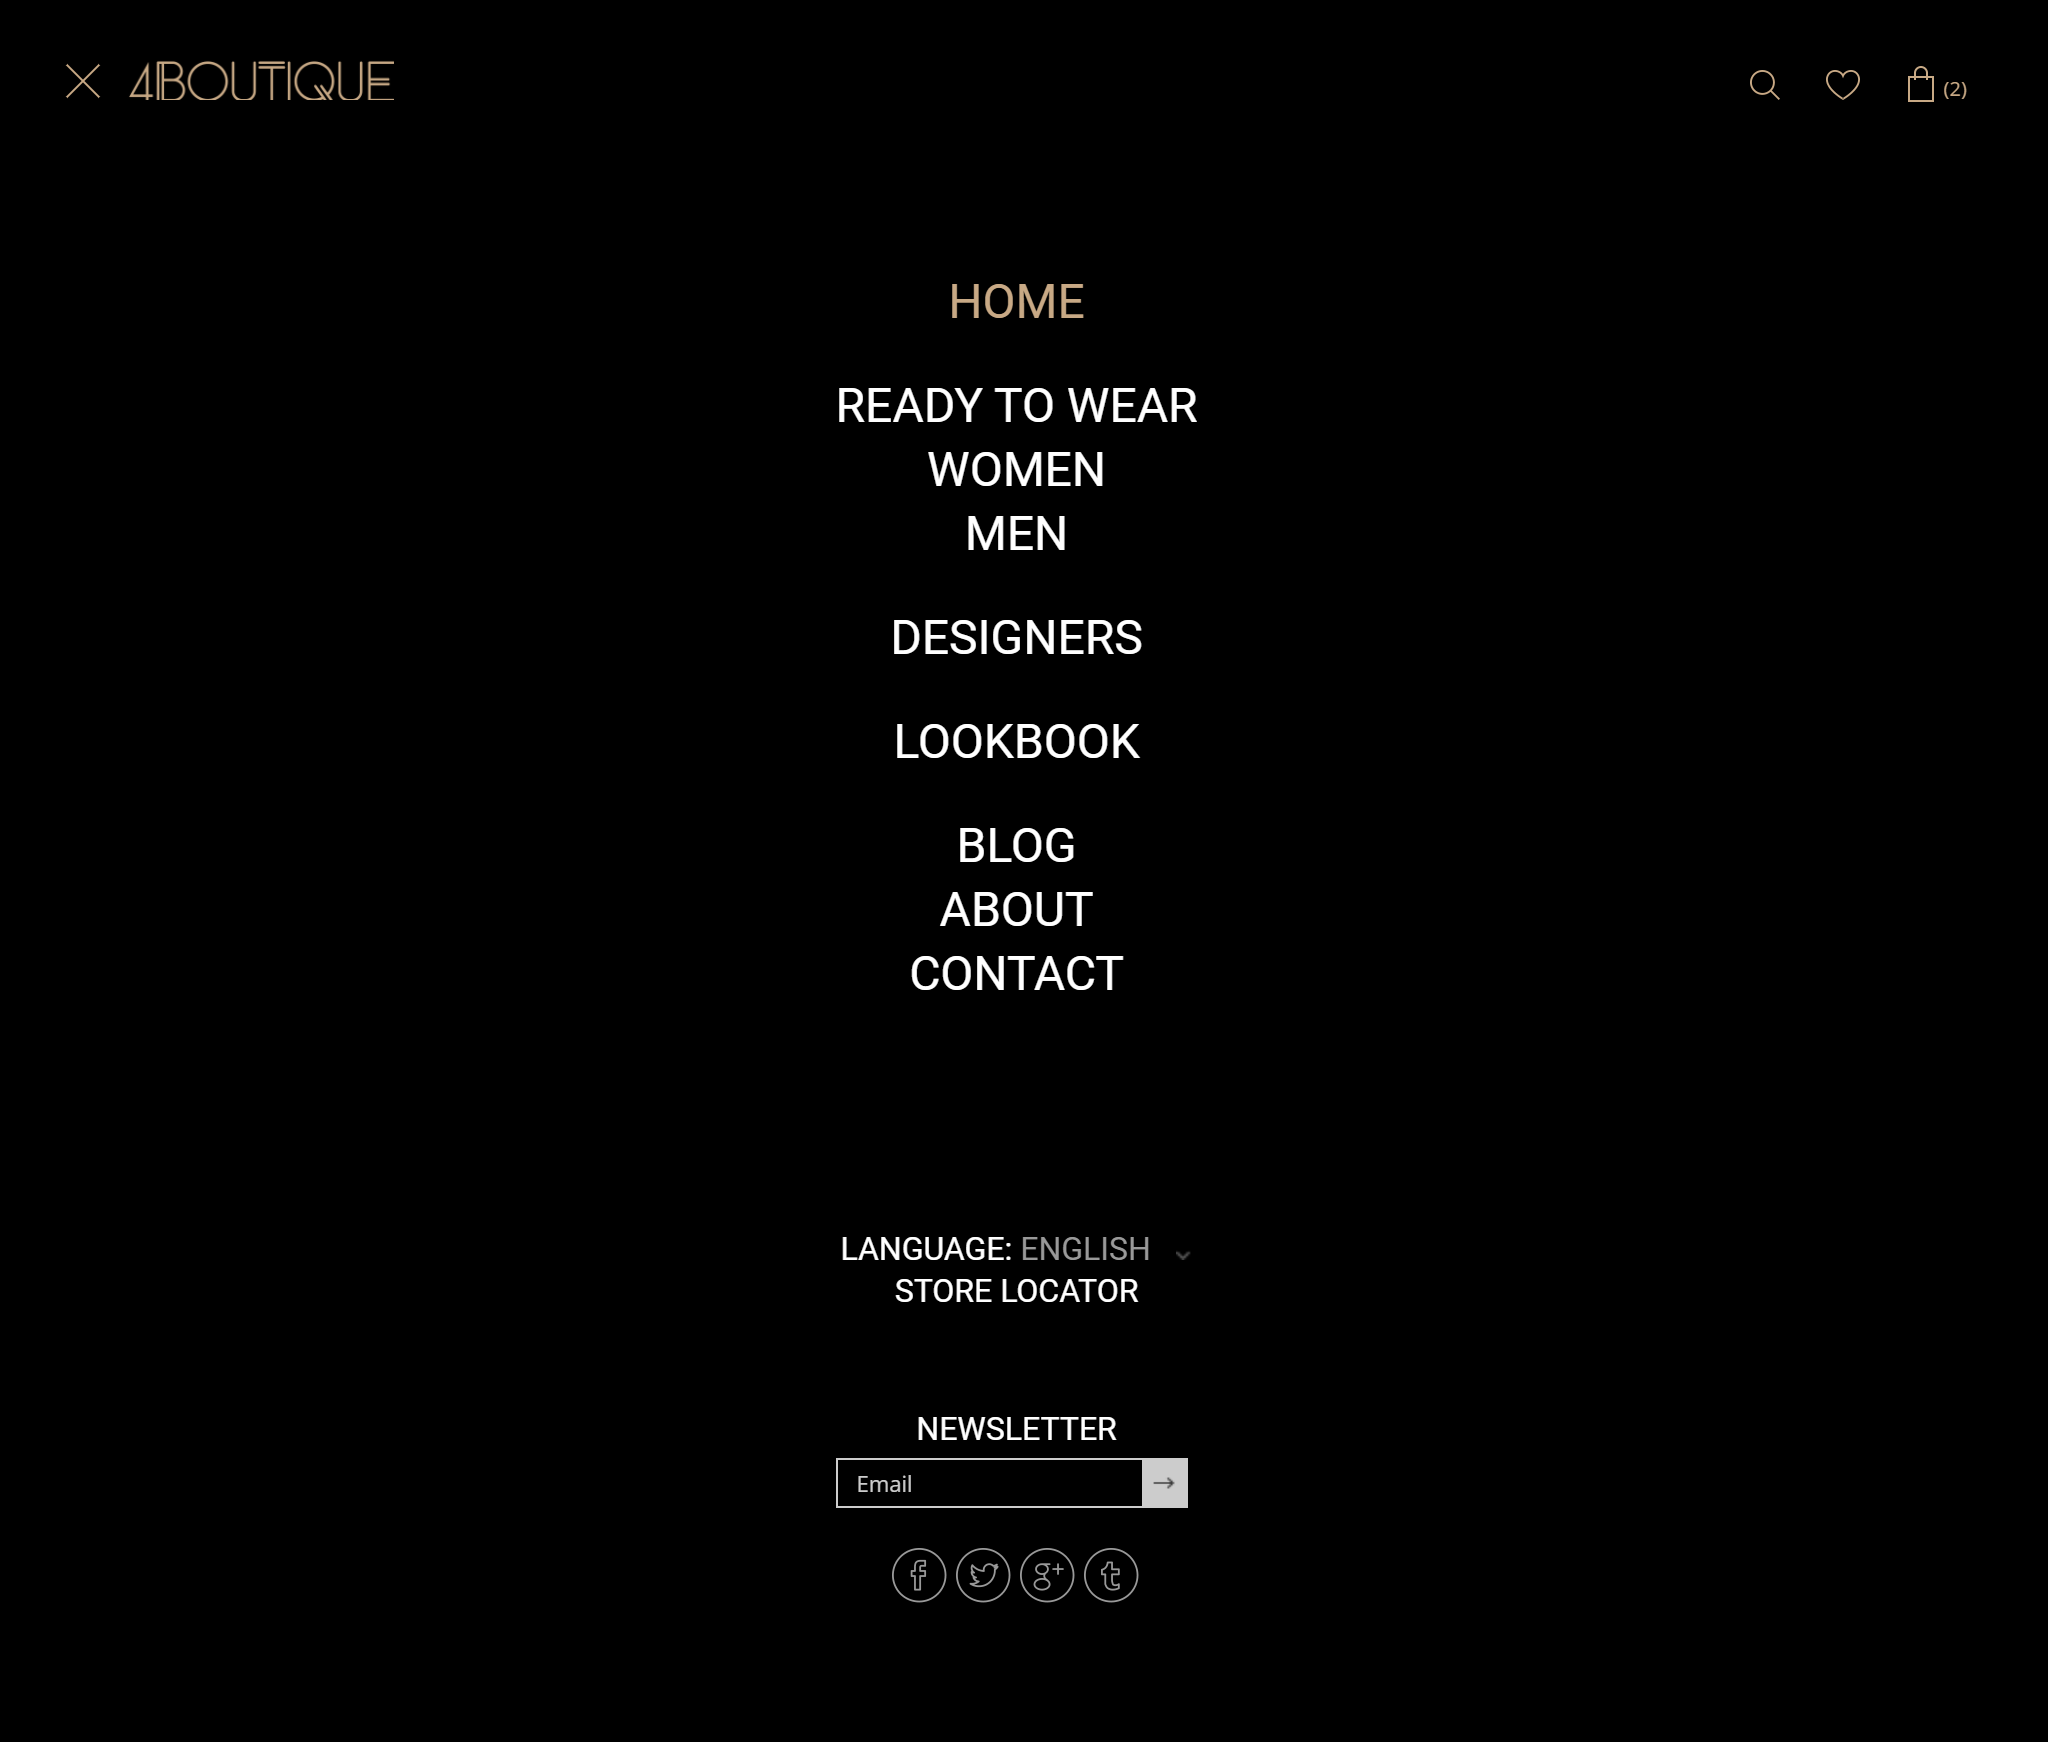 4BOUTIQUE
(2)
HOME
READY TO WEAR
WOMEN
MEN
DESIGNERS
LOOKBOOK
BLOG
ABOUT
CONTACT
LANGUAGE: ENGLISH
STORE LOCATOR
NEWSLETTER
Email